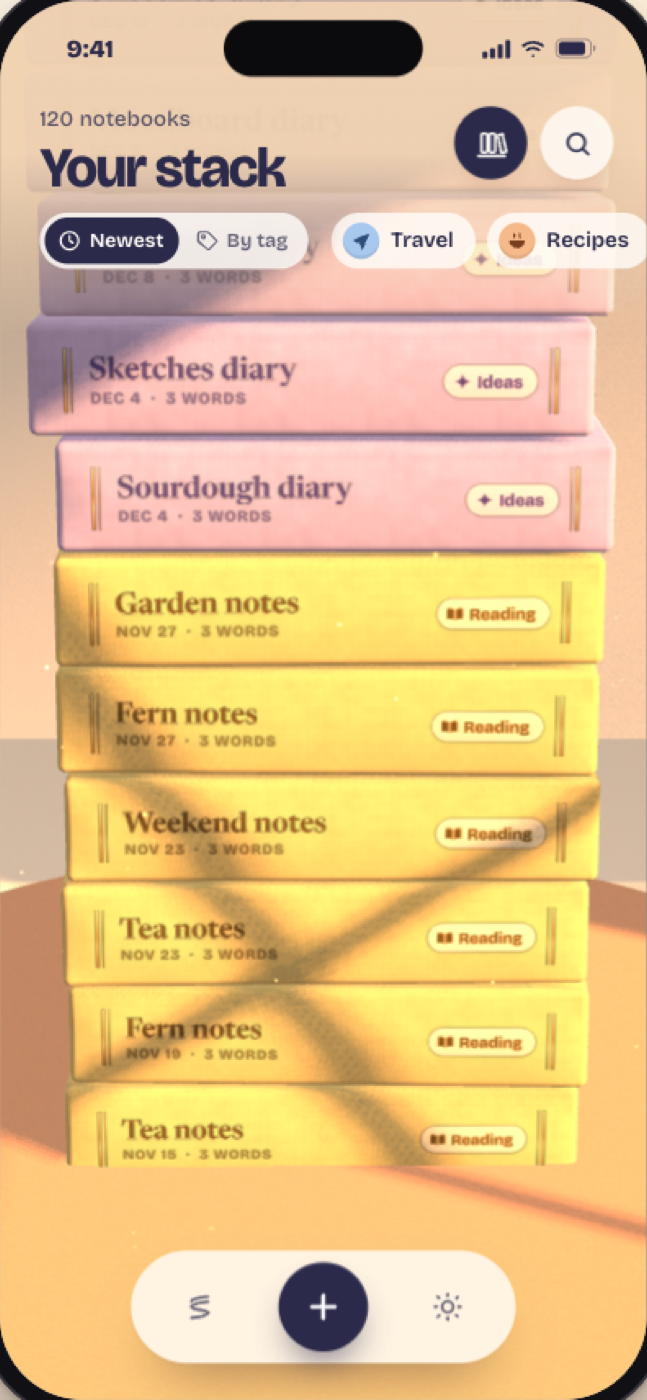 9:41
120 notebooks
Your stack
Newest
By tag
Travel
Recipes
DEC 8 · 3 WORDS
Ideas
Sketches diary
DEC 4 · 3 WORDS
Ideas
Sourdough diary
DEC 4 · 3 WORDS
Ideas
Garden notes
NOV 27 · 3 WORDS
Reading
Fern notes
NOV 27 · 3 WORDS
Reading
Weekend notes
NOV 23 · 3 WORDS
Reading
Tea notes
NOV 23 · 3 WORDS
Reading
Fern notes
NOV 19 · 3 WORDS
Reading
Tea notes
NOV 15 · 3 WORDS
Reading